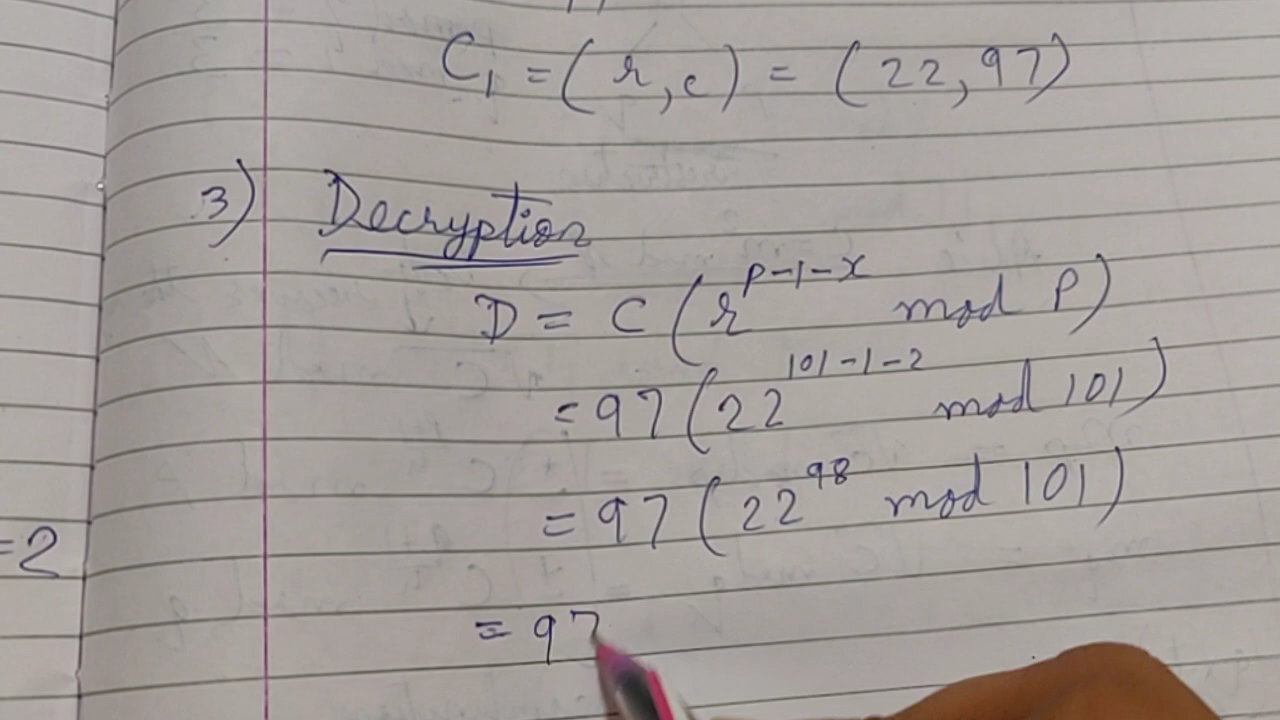 C₁ = (r, c) = (22, 97)
3) Decryption
D = C (r^{p-1-x} mod P)
= 97 (22^{101-1-2} mod 101)
= 97 (22^{98} mod 101)
=2
= 97